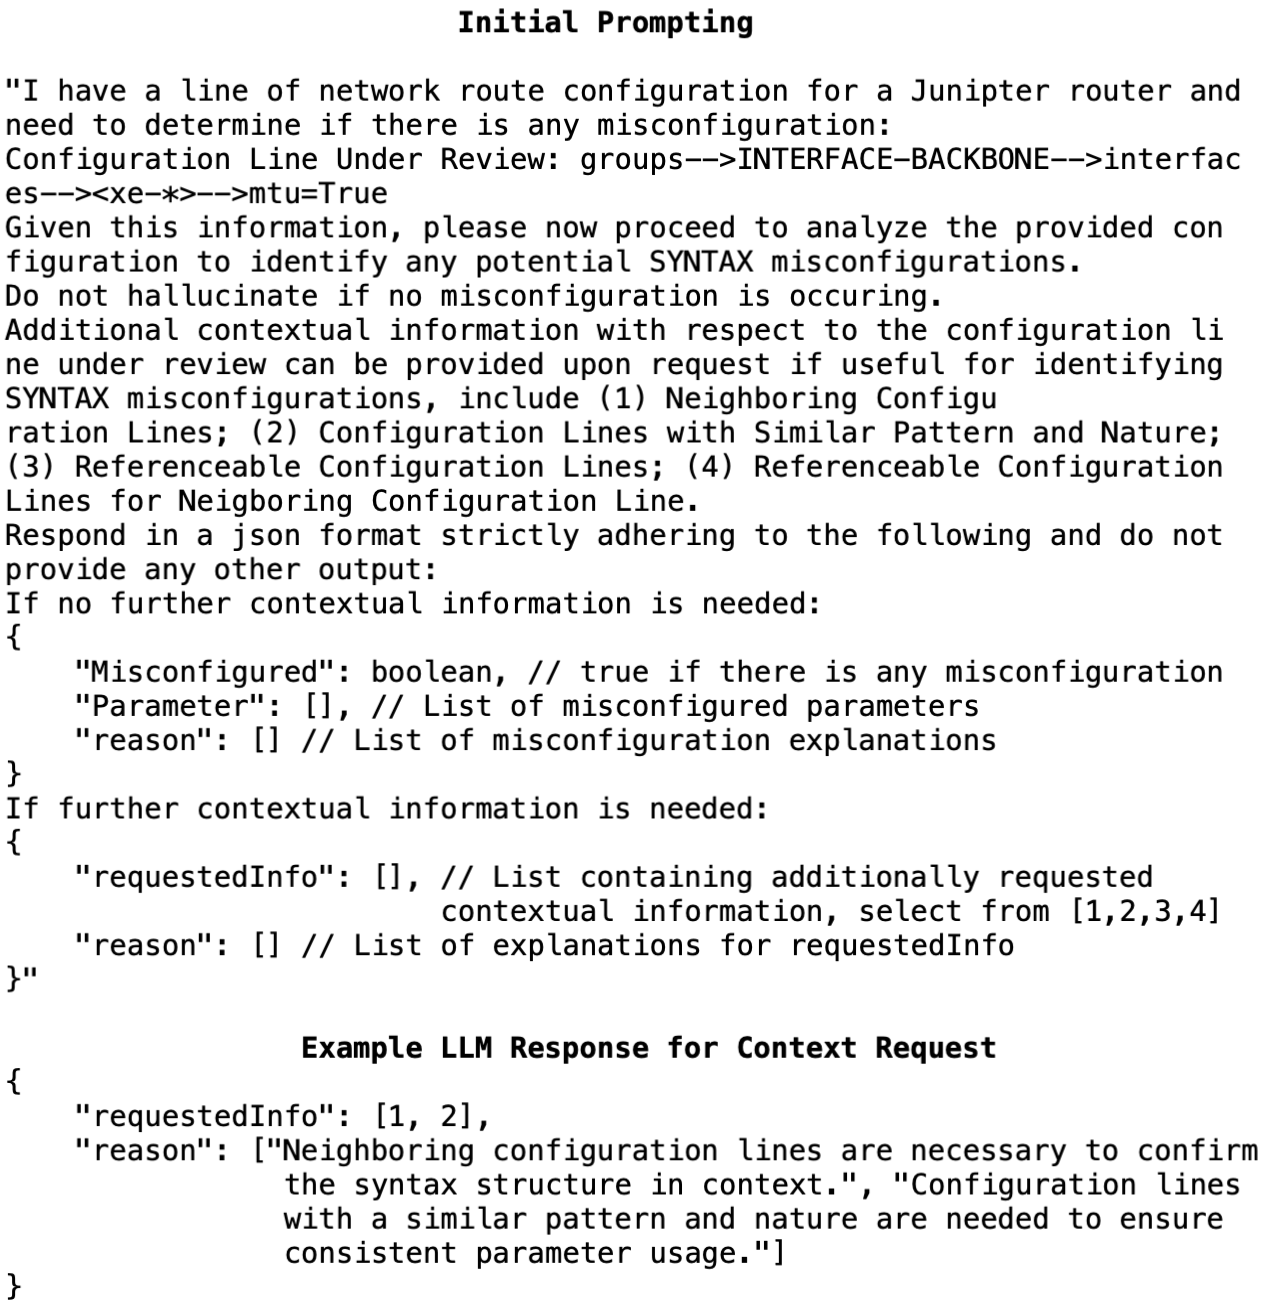 Initial Prompting
"I have a line of network route configuration for a Junipter router and
need to determine if there is any misconfiguration:
Configuration Line Under Review: groups-->INTERFACE-BACKBONE-->interfac
es--><xe-*>-->mtu=True
Given this information, please now proceed to analyze the provided con
figuration to identify any potential SYNTAX misconfigurations.
Do not hallucinate if no misconfiguration is occuring.
Additional contextual information with respect to the configuration li
ne under review can be provided upon request if useful for identifying
SYNTAX misconfigurations, include (1) Neighboring Configu
ration Lines; (2) Configuration Lines with Similar Pattern and Nature;
(3) Referenceable Configuration Lines; (4) Referenceable Configuration
Lines for Neigboring Configuration Line.
Respond in a json format strictly adhering to the following and do not
provide any other output:
If no further contextual information is needed:
{
    "Misconfigured": boolean, // true if there is any misconfiguration
    "Parameter": [], // List of misconfigured parameters
    "reason": [] // List of misconfiguration explanations
}
If further contextual information is needed:
{
    "requestedInfo": [], // List containing additionally requested
                         contextual information, select from [1,2,3,4]
    "reason": [] // List of explanations for requestedInfo
}"
Example LLM Response for Context Request
{
    "requestedInfo": [1, 2],
    "reason": ["Neighboring configuration lines are necessary to confirm
                the syntax structure in context.", "Configuration lines
                with a similar pattern and nature are needed to ensure
                consistent parameter usage."]
}